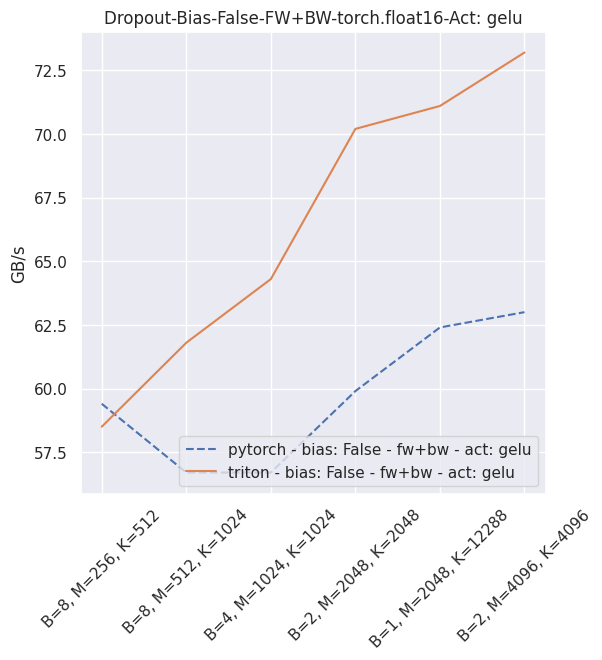 Dropout-Bias-False-FW+BW-torch.float16-Act: gelu
GB/s
72.5
70.0
67.5
65.0
62.5
60.0
57.5
pytorch - bias: False - fw+bw - act: gelu
triton - bias: False - fw+bw - act: gelu
B=8, M=256, K=512
B=8, M=512, K=1024
B=4, M=1024, K=1024
B=2, M=2048, K=2048
B=1, M=2048, K=12288
B=2, M=4096, K=4096